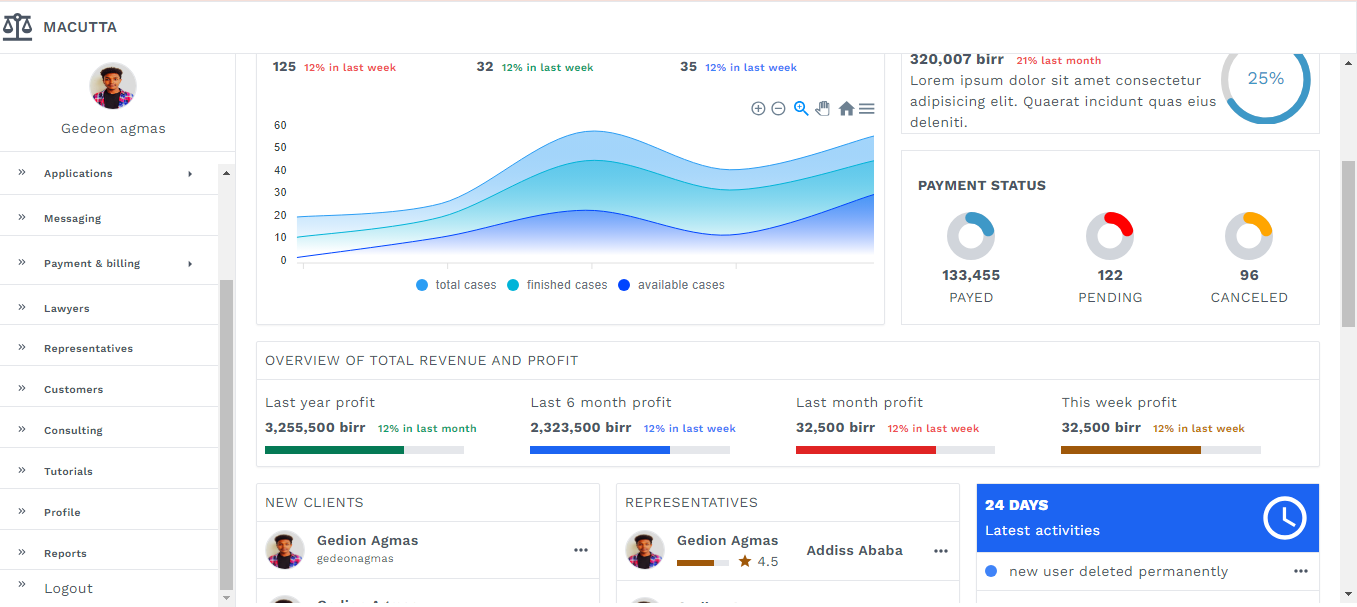 MACUTTA
Gedeon agmas
Applications
Messaging
Payment & billing
Lawyers
Representatives
Customers
Consulting
Tutorials
Profile
Reports
Logout
125 12% in last week
32 12% in last week
35 12% in last week
60
50
40
30
20
10
0
total cases finished cases available cases
320,007 birr 21% last month
Lorem ipsum dolor sit amet consectetur
adipisicing elit. Quaerat incidunt quas eius
deleniti.
25%
PAYMENT STATUS
133,455
PAYED
122
PENDING
96
CANCELED
OVERVIEW OF TOTAL REVENUE AND PROFIT
Last year profit
3,255,500 birr 12% in last month
Last 6 month profit
2,323,500 birr 12% in last week
Last month profit
32,500 birr 12% in last week
This week profit
32,500 birr 12% in last week
NEW CLIENTS
Gedion Agmas
gedeonagmas
REPRESENTATIVES
Gedion Agmas
4.5
Addiss Ababa
24 DAYS
Latest activities
new user deleted permanently